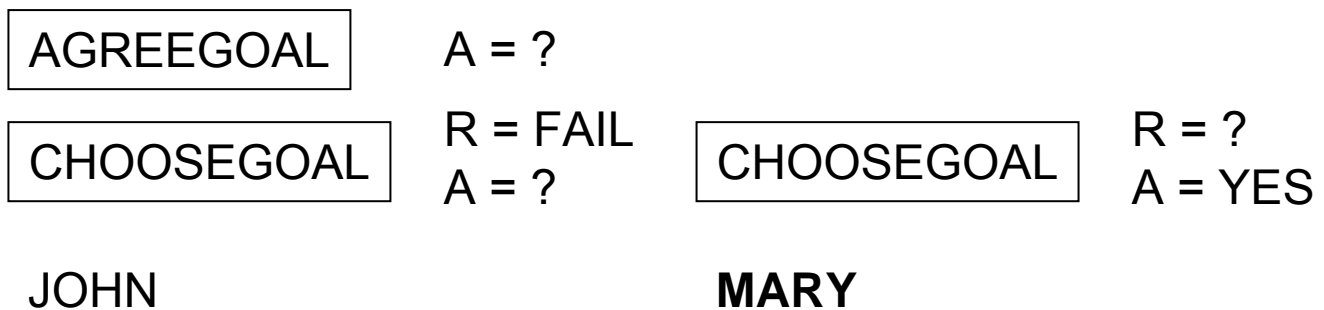 AGREEGOAL A = ?
CHOOSEGOAL R = FAIL
A = ?
CHOOSEGOAL R = ?
A = YES
JOHN
MARY